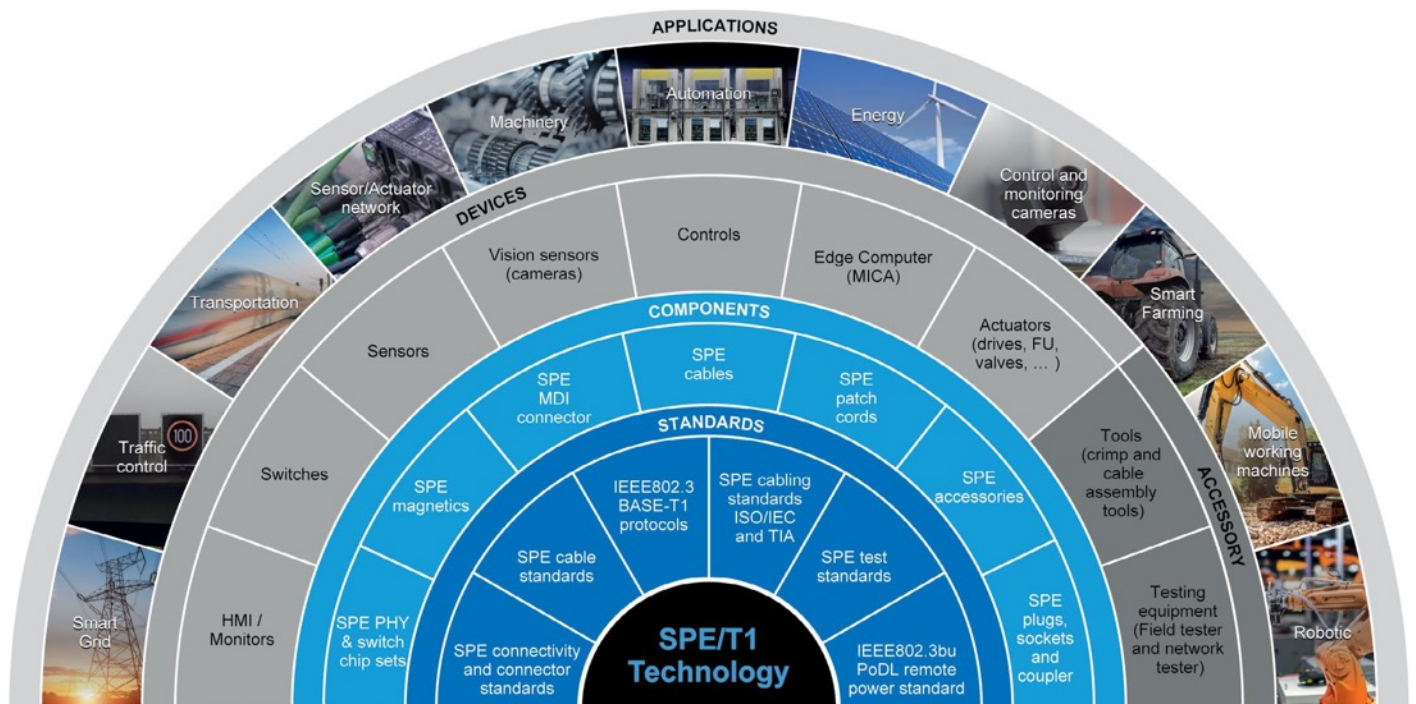 APPLICATIONS
Smart
Grid
Traffic
control
100
Transportation
Sensor/Actuator
network
Machinery
Automation
Energy
Control and
monitoring
cameras
Smart
Farming
Mobile
working
machines
Robotic
DEVICES
HMI /
Monitors
Switches
Sensors
Vision sensors
(cameras)
Controls
Edge Computer
(MICA)
Actuators
(drives, FU,
valves, ... )
ACCESSORY
Tools
(crimp and
cable
assembly
tools)
Testing
equipment
(Field tester
and network
tester)
COMPONENTS
SPE PHY
& switch
chip sets
SPE
magnetics
SPE
MDI
connector
SPE
cables
SPE
patch
cords
SPE
accessories
SPE
plugs,
sockets
and
coupler
STANDARDS
SPE connectivity
and connector
standards
SPE cable
standards
IEEE802.3
BASE-T1
protocols
SPE cabling
standards
ISO/IEC
and TIA
SPE test
standards
IEEE802.3bu
PoDL remote
power standard
SPE/T1
Technology